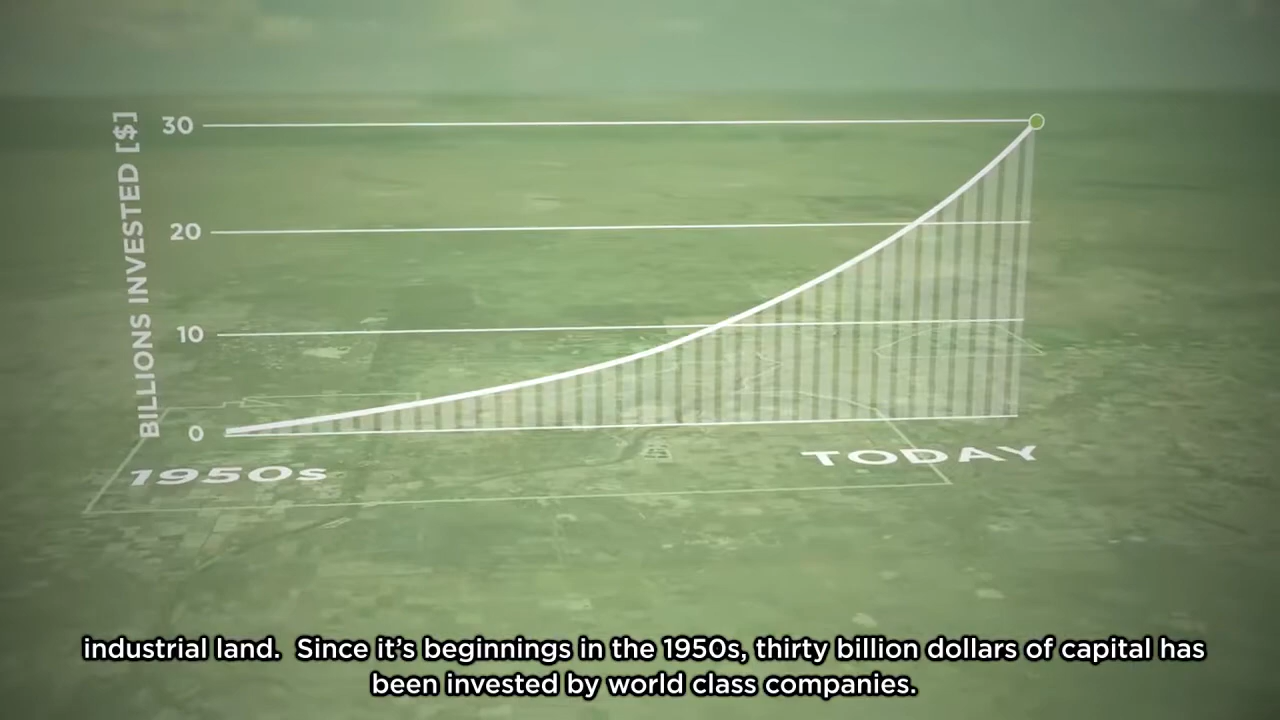 BILLIONS INVESTED [$]
30
20
10
0
1950s
TODAY
industrial land.  Since it's beginnings in the 1950s, thirty billion dollars of capital has
been invested by world class companies.